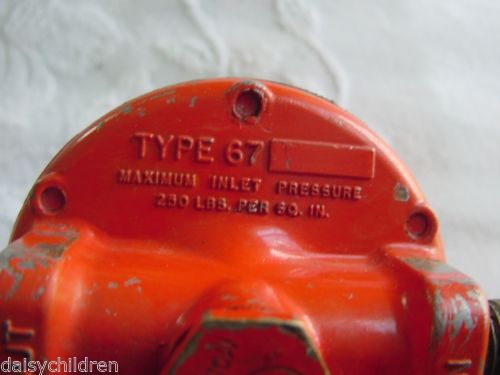 TYPE 67
MAXIMUM INLET PRESSURE
250 LBS. PER SQ. IN.
daisychildren